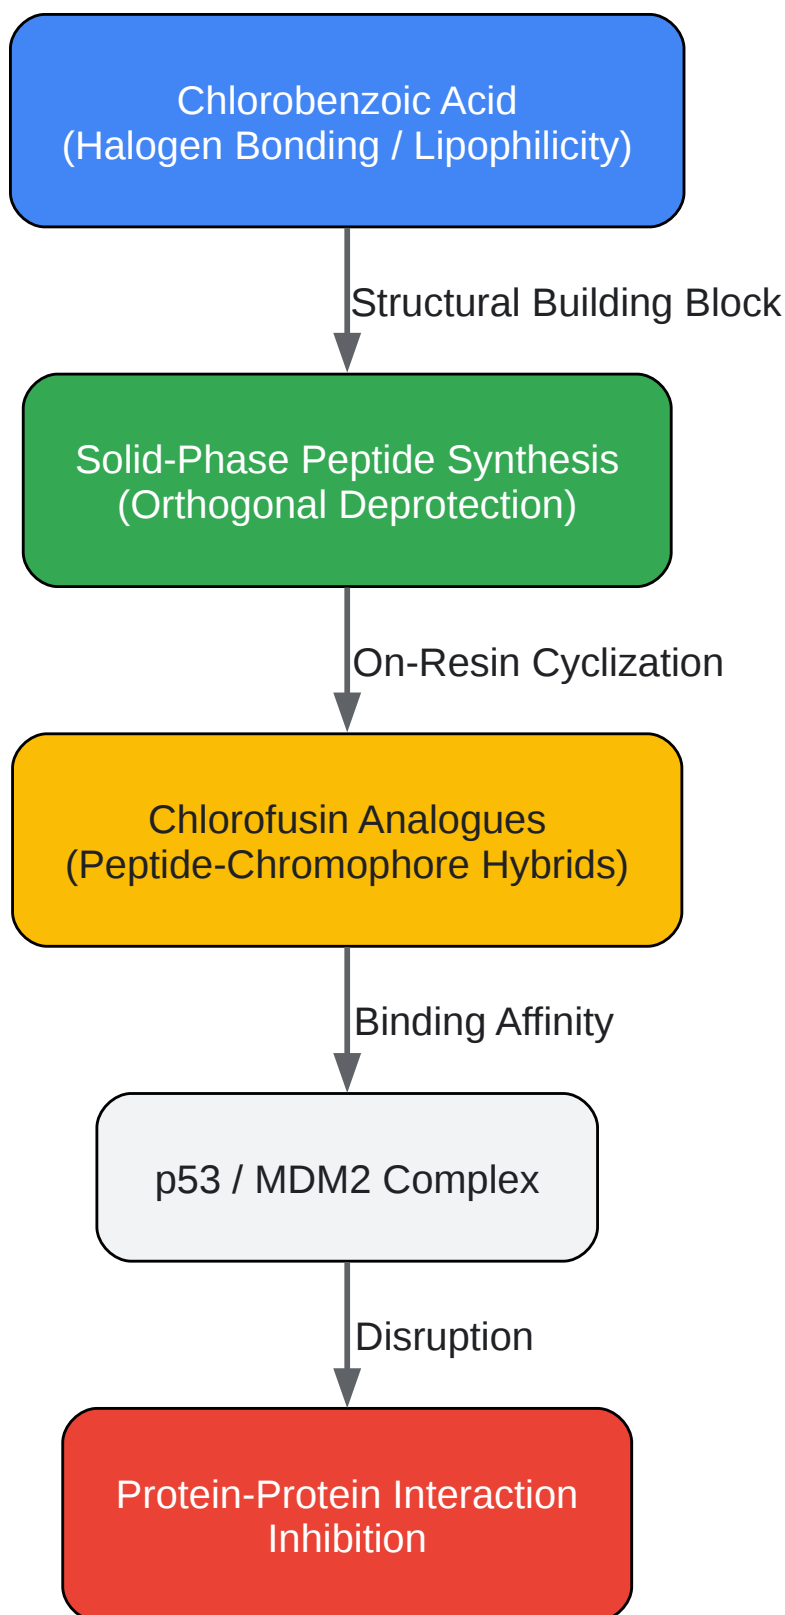 Chlorobenzoic Acid
(Halogen Bonding / Lipophilicity)
Structural Building Block
Solid-Phase Peptide Synthesis
(Orthogonal Deprotection)
On-Resin Cyclization
Chlorofusin Analogues
(Peptide-Chromophore Hybrids)
Binding Affinity
p53 / MDM2 Complex
Disruption
Protein-Protein Interaction
Inhibition